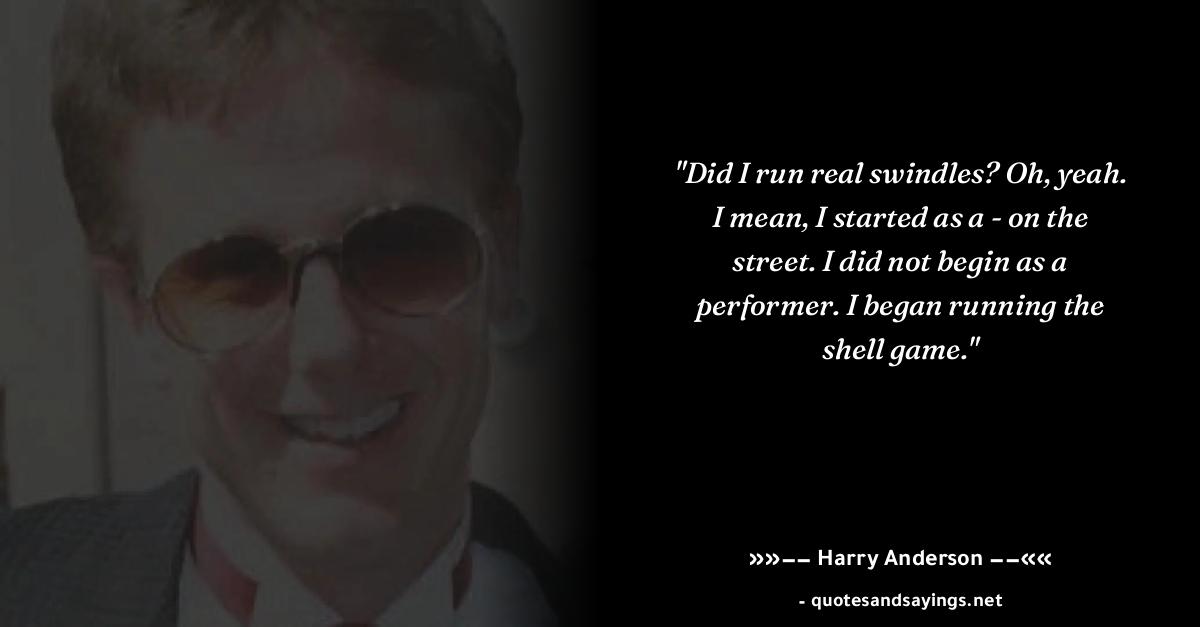 "Did I run real swindles? Oh, yeah.
I mean, I started as a - on the
street. I did not begin as a
performer. I began running the
shell game."
»»−− Harry Anderson −−««
- quotesandsayings.net